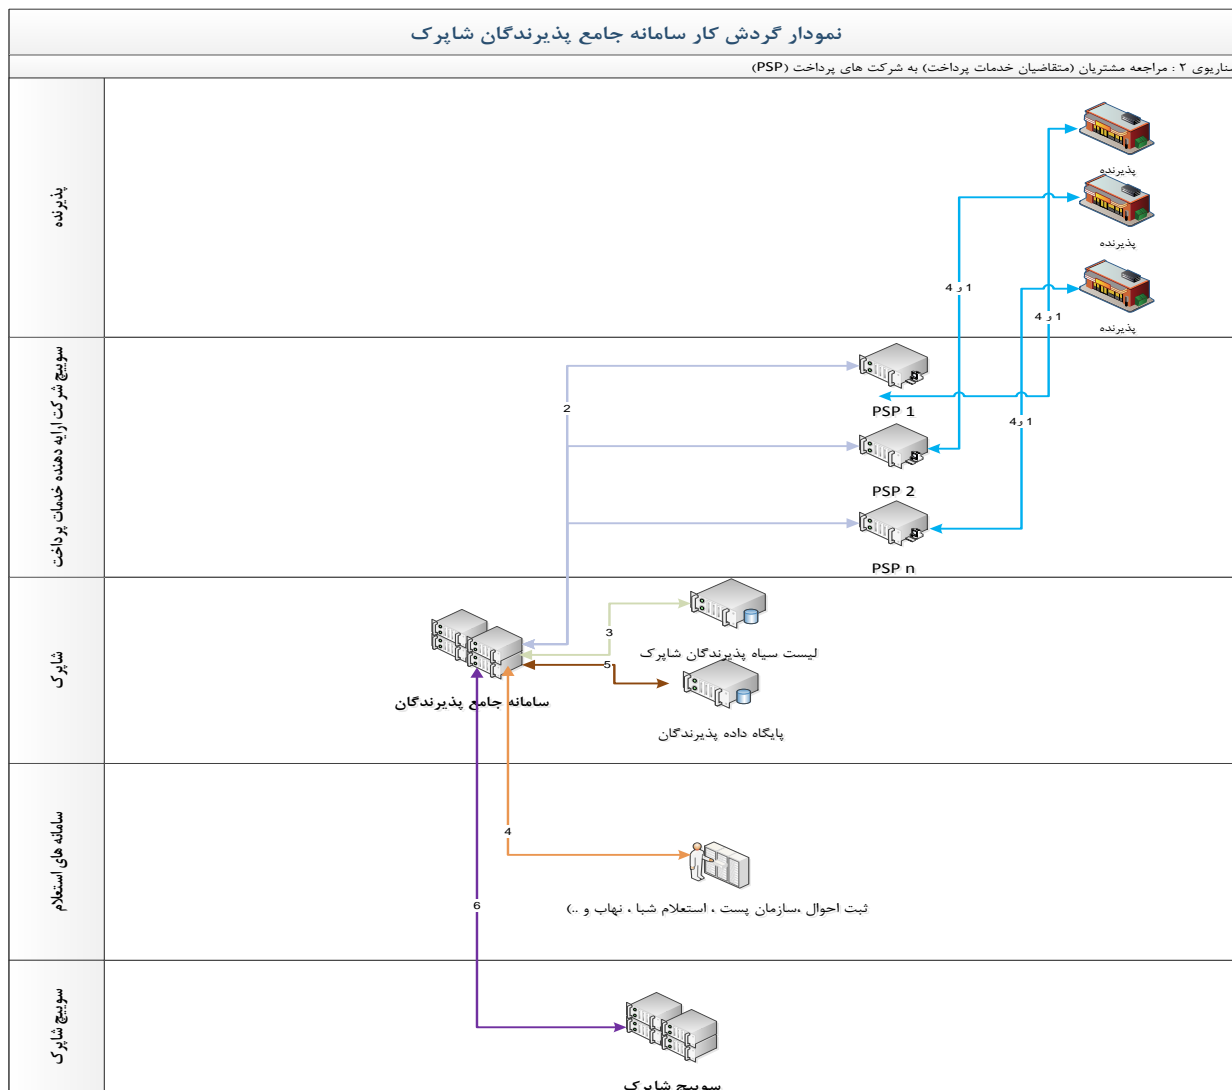 نمودار گردش کار سامانه جامع پذیرندگان شاپرک
سناریوی ۲ : مراجعه مشتریان (متقاضیان خدمات پرداخت) به شرکت های پرداخت (PSP)
پذیرنده
پذیرنده
پذیرنده
پذیرنده
1 و 4
1 و 4
1 و4
سوییچ شرکت ارایه دهنده خدمات پرداخت
PSP 1
PSP 2
PSP n
2
شاپرک
3
لیست سیاه پذیرندگان شاپرک
5
سامانه جامع پذیرندگان
پایگاه داده پذیرندگان
سامانه های استعلام
4
ثبت احوال ،سازمان پست ، استعلام شبا ، نهاب و ..)
6
سوییچ شاپرک
سوییچ شاپرک